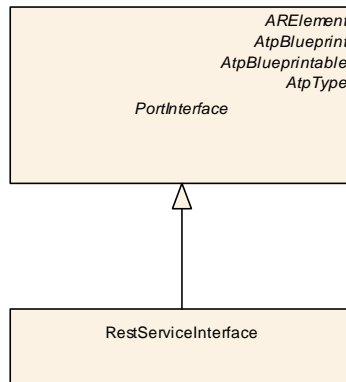 ARElement
AtpBlueprint
AtpBlueprintable
AtpType
PortInterface
RestServiceInterface